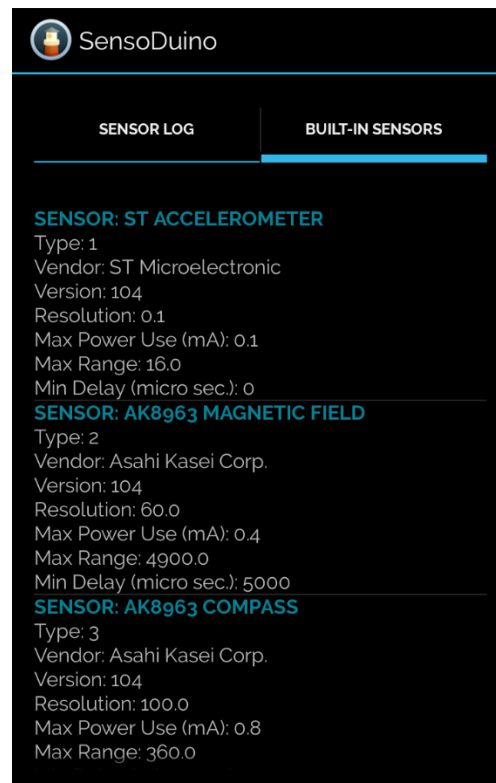 SensoDuino
SENSOR LOG
BUILT-IN SENSORS
SENSOR: ST ACCELEROMETER
Type: 1
Vendor: ST Microelectronic
Version: 104
Resolution: 0.1
Max Power Use (mA): 0.1
Max Range: 16.0
Min Delay (micro sec.): 0
SENSOR: AK8963 MAGNETIC FIELD
Type: 2
Vendor: Asahi Kasei Corp.
Version: 104
Resolution: 60.0
Max Power Use (mA): 0.4
Max Range: 4900.0
Min Delay (micro sec.): 5000
SENSOR: AK8963 COMPASS
Type: 3
Vendor: Asahi Kasei Corp.
Version: 104
Resolution: 100.0
Max Power Use (mA): 0.8
Max Range: 360.0